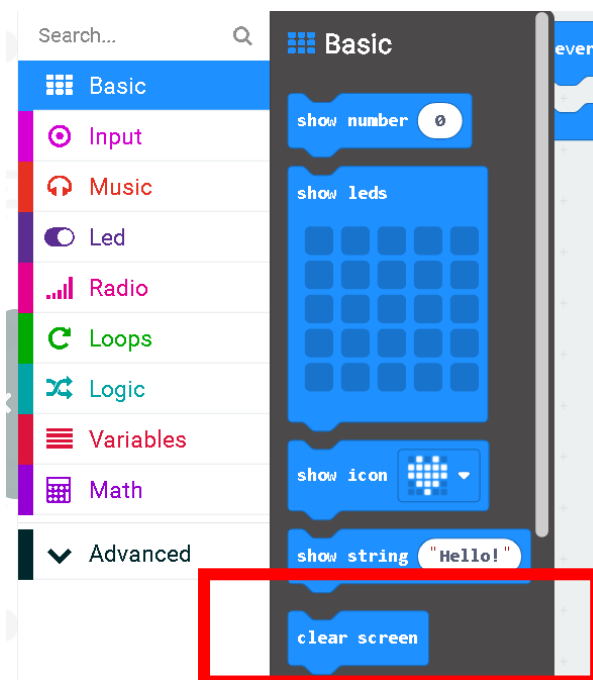 Search...
Basic
Input
Music
Led
Radio
Loops
Logic
Variables
Math
Advanced
Basic
show number 0
show leds
show icon
show string "Hello!"
clear screen
ever